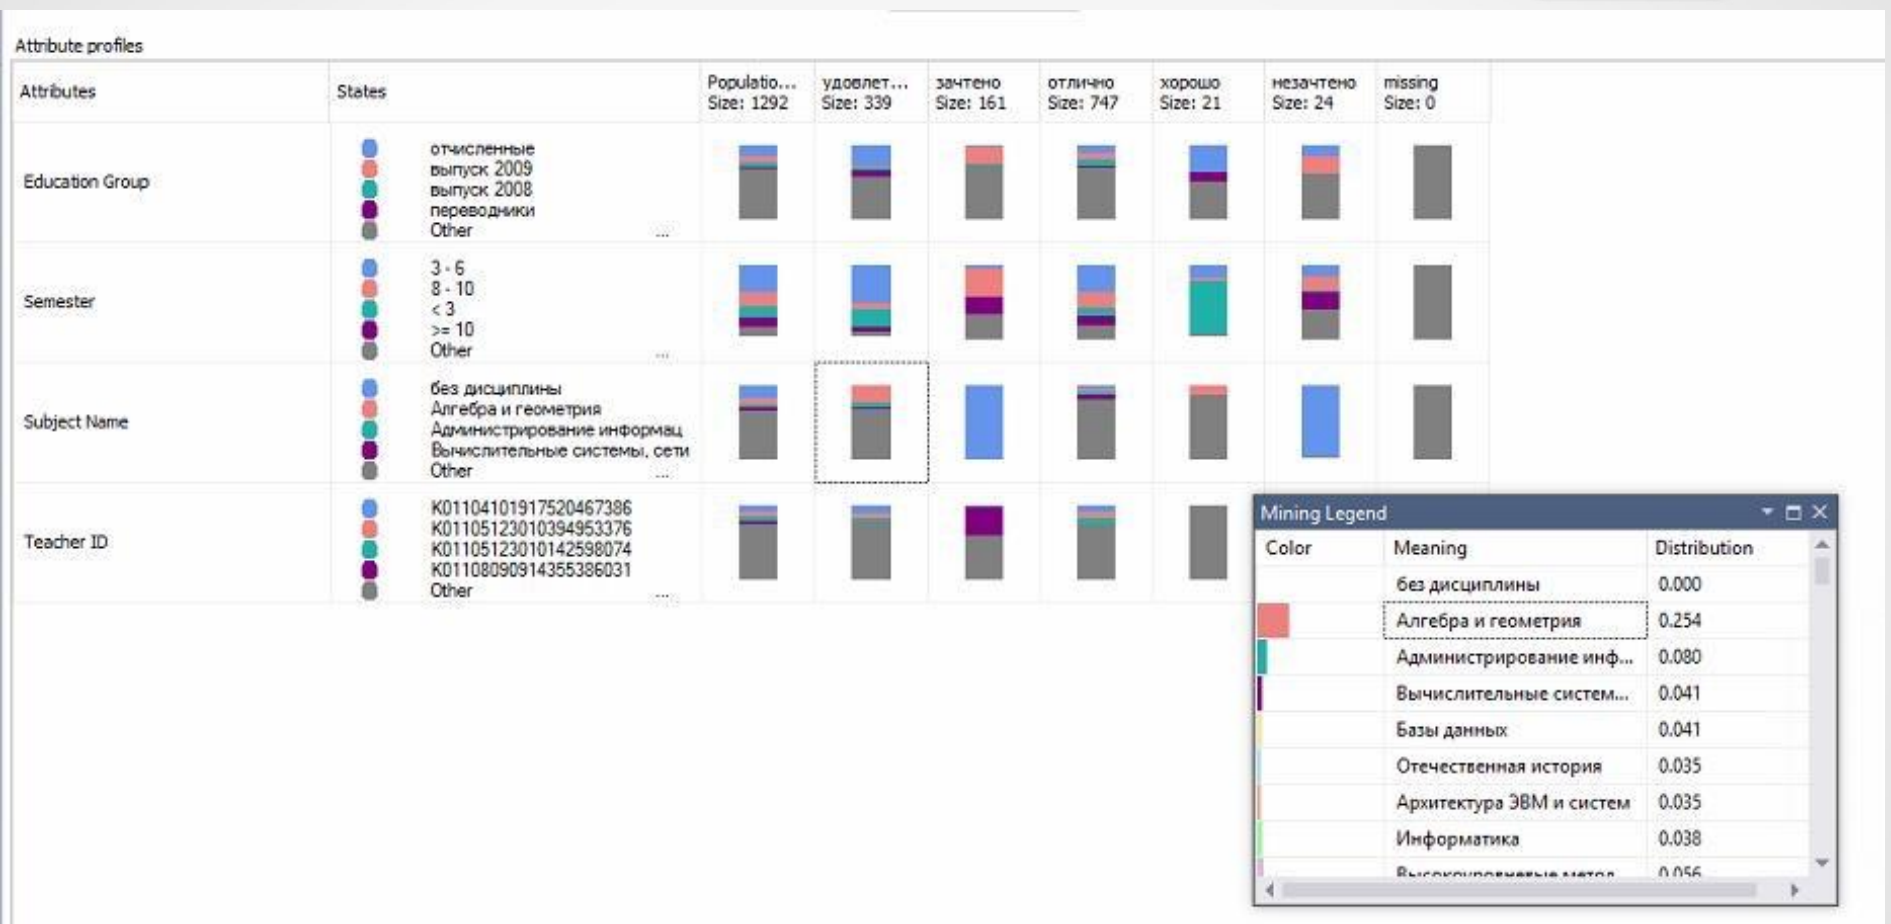 Attribute profiles
Attributes
States
Populatio... Size: 1292
удовлет... Size: 339
зачтено Size: 161
отлично Size: 747
хорошо Size: 21
незачтено Size: 24
missing Size: 0
Education Group
отчисленные
выпуск 2009
выпуск 2008
переводники
Other ...
Semester
3 - 6
8 - 10
< 3
>= 10
Other ...
Subject Name
без дисциплины
Алгебра и геометрия
Администрирование информац
Вычислительные системы, сети
Other ...
Teacher ID
K01104101917520467386
K01105123010394953376
K01105123010142598074
K01108090914355386031
Other ...
Mining Legend
Color Meaning Distribution
без дисциплины 0.000
Алгебра и геометрия 0.254
Администрирование инф... 0.080
Вычислительные систем... 0.041
Базы данных 0.041
Отечественная история 0.035
Архитектура ЭВМ и систем 0.035
Информатика 0.038
Высокоуровневые метод 0.056